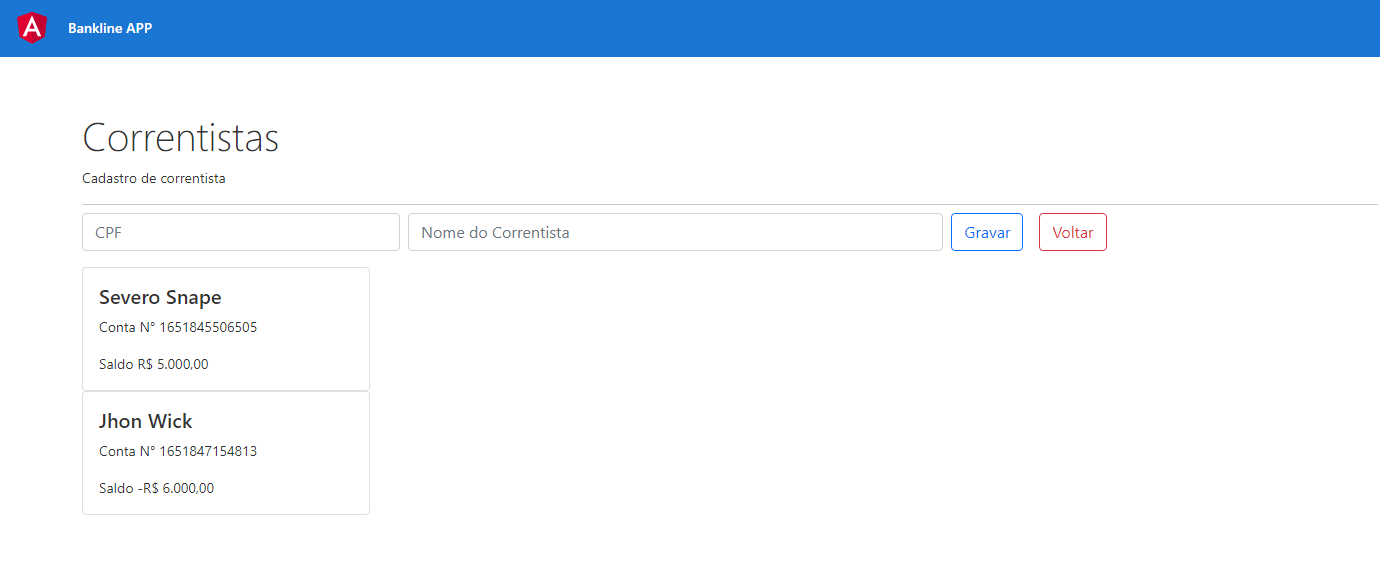 A
Bankline APP
Correntistas
Cadastro de correntista
CPF
Nome do Correntista
Gravar
Voltar
Severo Snape
Conta N° 1651845506505
Saldo R$ 5.000,00
Jhon Wick
Conta N° 1651847154813
Saldo -R$ 6.000,00